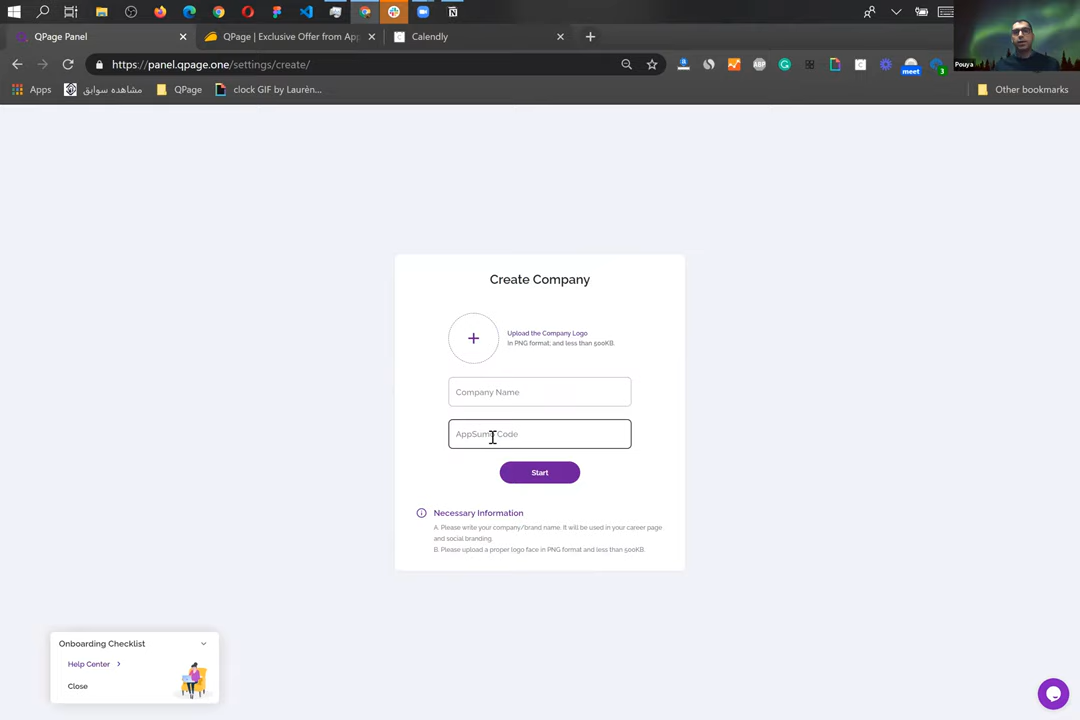 QPage Panel
QPage | Exclusive Offer from App
Calendly
https://panel.qpage.one/settings/create/
ABP
meet
3
Pouya
Apps
مشاهده سوابق
QPage
clock GIF by Laurèn...
Other bookmarks
Create Company
Upload the Company Logo
In PNG format; and less than 500KB.
Company Name
AppSumo Code
Start
Necessary Information
A. Please write your company/brand name. It will be used in your career page
and social branding.
B. Please upload a proper logo face in PNG format and less than 500KB.
Onboarding Checklist
Help Center
Close